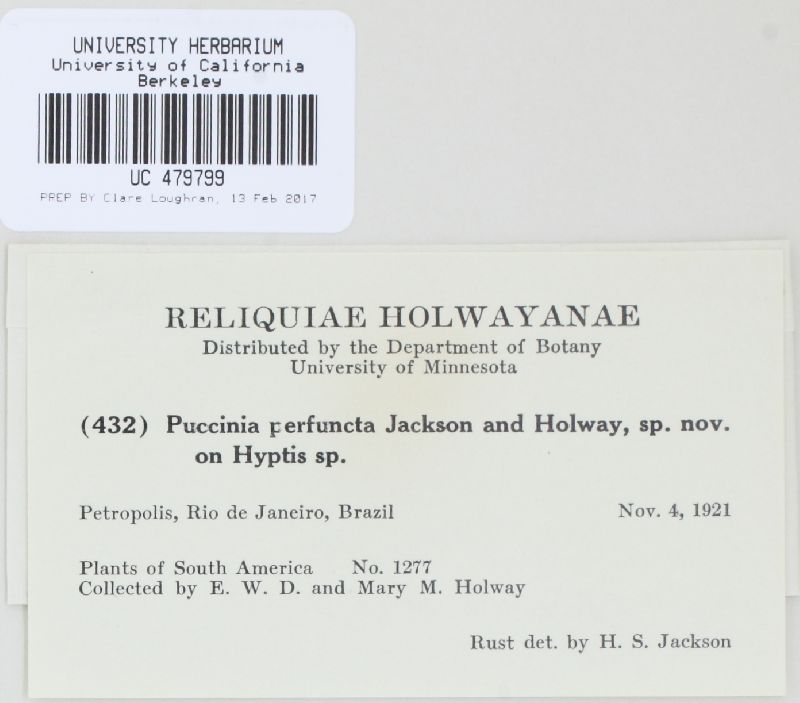 UNIVERSITY HERBARIUM
University of California
Berkeley
UC 479799
PREP BY Clare Loughran, 13 Feb 2017
RELIQUIAE HOLWAYANAE
Distributed by the Department of Botany
University of Minnesota
(432) Puccinia perfuncta Jackson and Holway, sp. nov.
on Hyptis sp.
Petropolis, Rio de Janciro, Brazil Nov. 4, 1921
Plants of South America No. 1277
Collected by E. W. D. and Mary M. Holway
Rust det. by H. S. Jackson